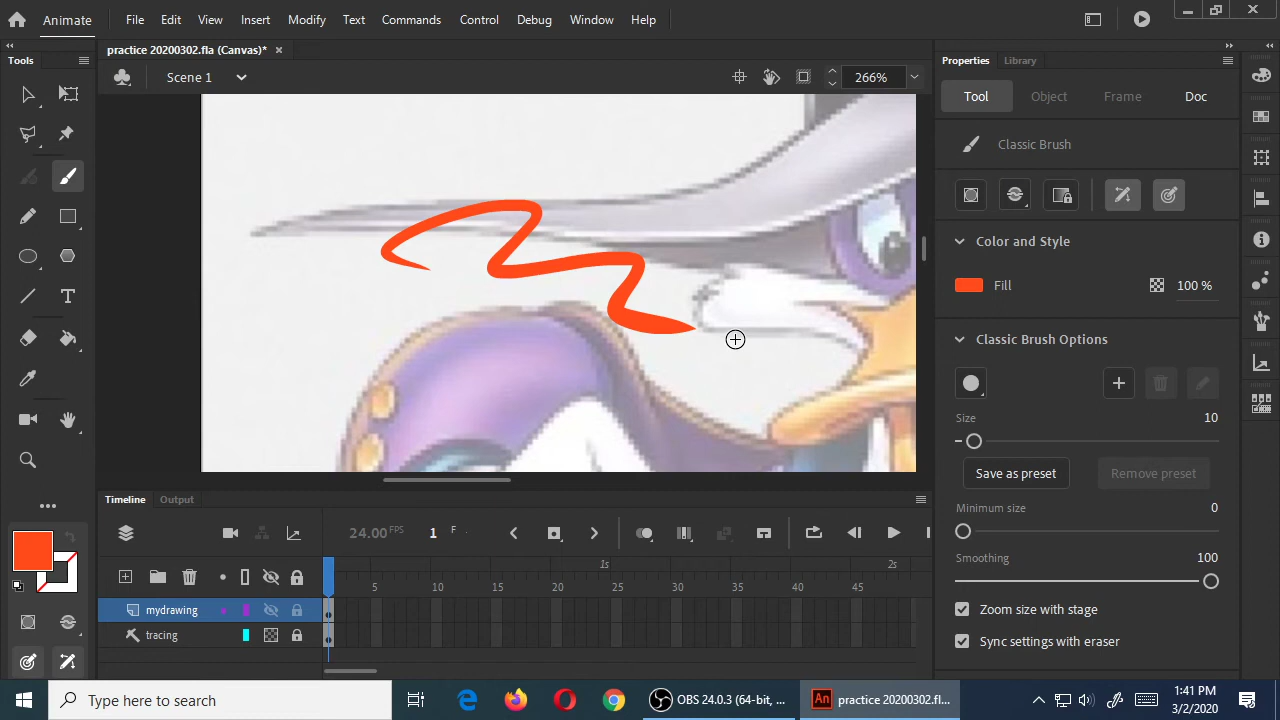 Animate File Edit View Insert Modify Text Commands Control Debug Window Help
practice 20200302.fla (Canvas)* ×
Tools
Scene 1 266%
Properties Library
Tool Object Frame Doc
Classic Brush
Color and Style
Fill 100 %
Classic Brush Options
Size 10
Save as preset Remove preset
Minimum size 0
Smoothing 100
Zoom size with stage
Sync settings with eraser
Timeline Output
24.00 FPS 1 F
1s 2s
5 10 15 20 25 30 35 40 45
mydrawing
tracing
Type here to search
OBS 24.0.3 (64-bit, ...
An practice 20200302.fl...
1:41 PM
3/2/2020